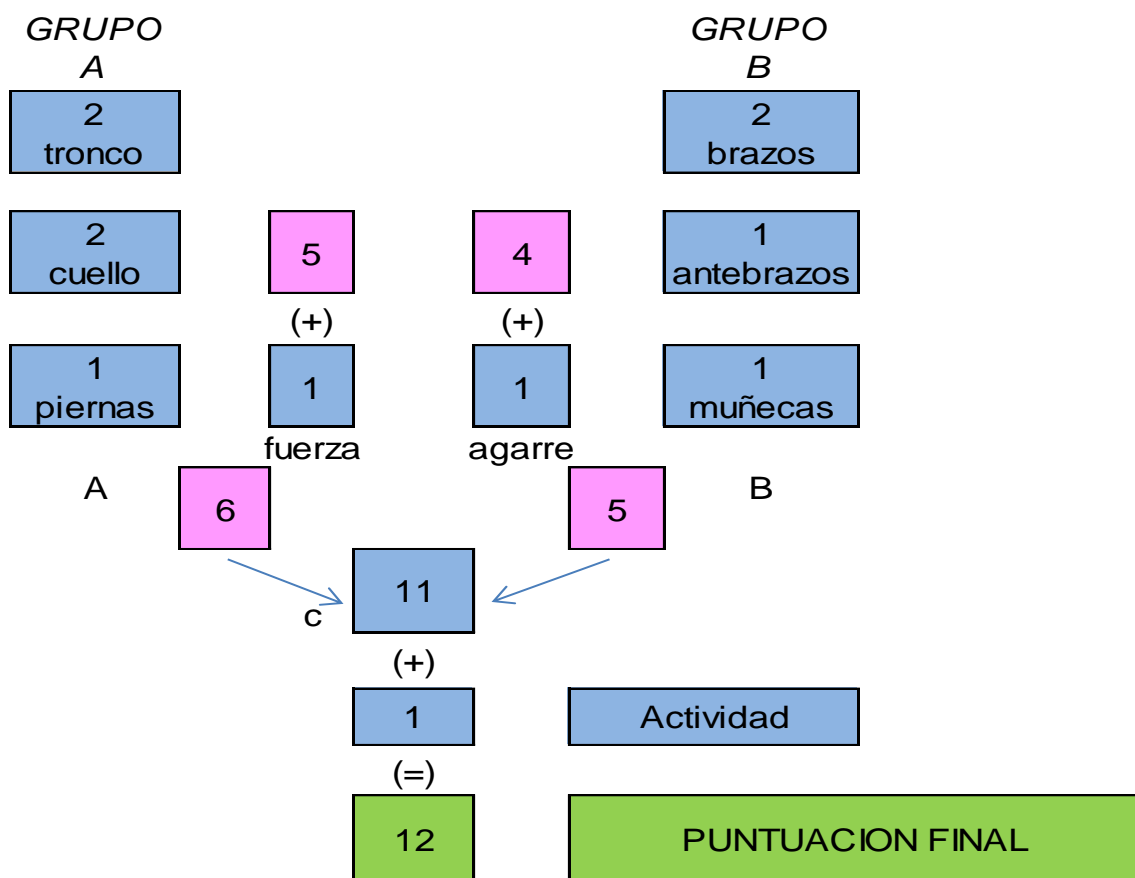 GRUPO
A
GRUPO
B
2
tronco
2
brazos
2
cuello
5
4
1
antebrazos
(+)
(+)
1
piernas
1
1
1
muñecas
fuerza
agarre
A
6
5
B
11
c
(+)
1
Actividad
(=)
12
PUNTUACION FINAL